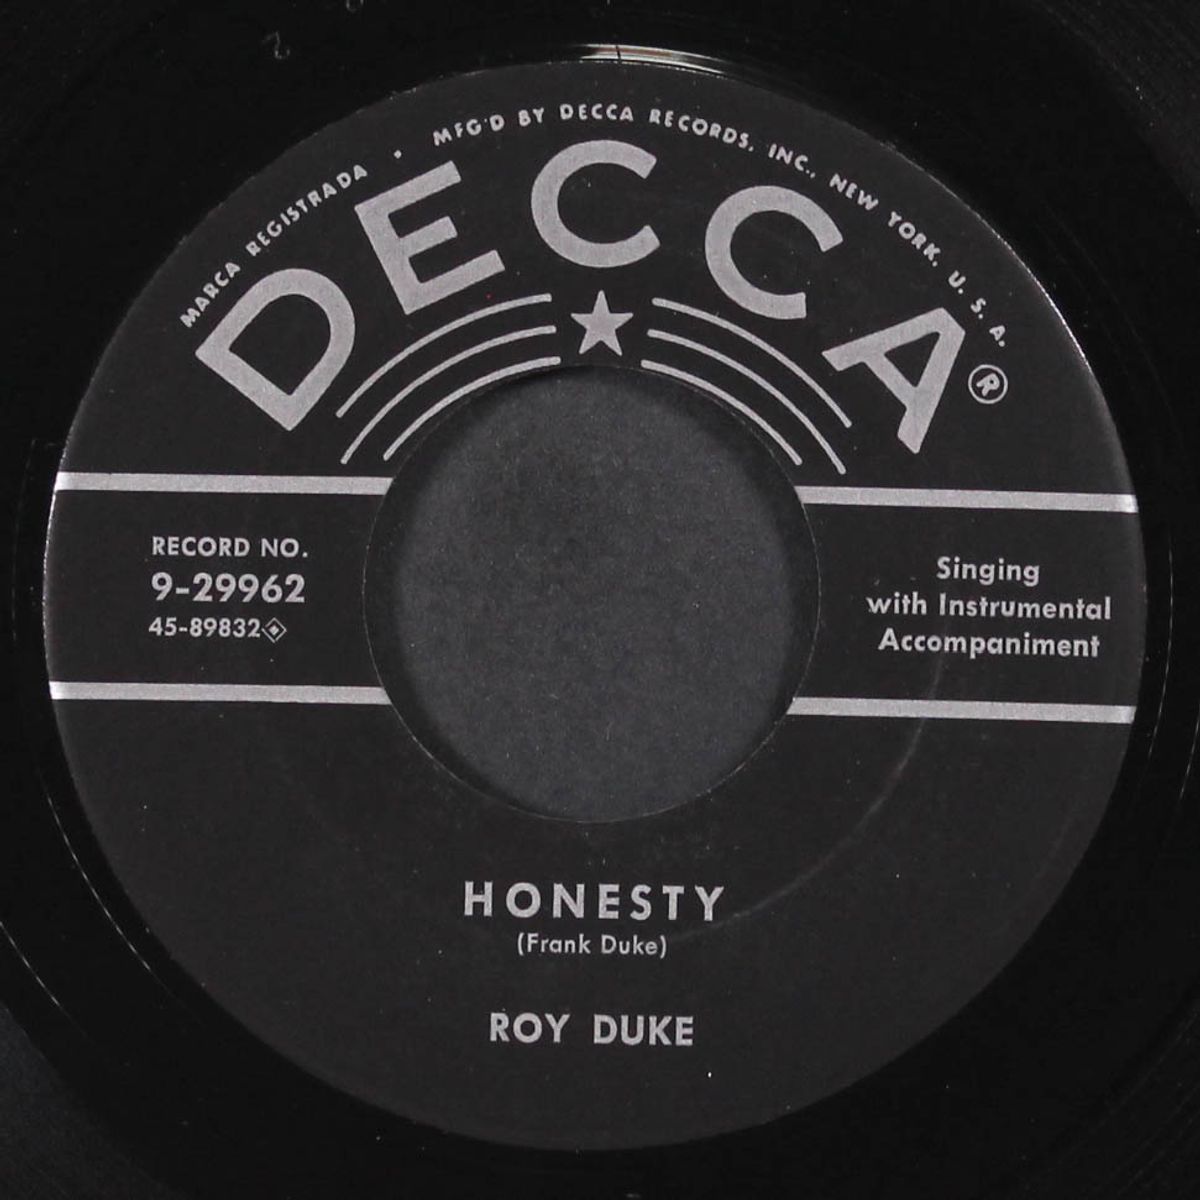 MARCA REGISTRADA • MFG'D BY DECCA RECORDS, INC., NEW YORK, U. S. A.
DECCA®
RECORD NO.
9-29962
45-89832
Singing
with Instrumental
Accompaniment
HONESTY
(Frank Duke)
ROY DUKE